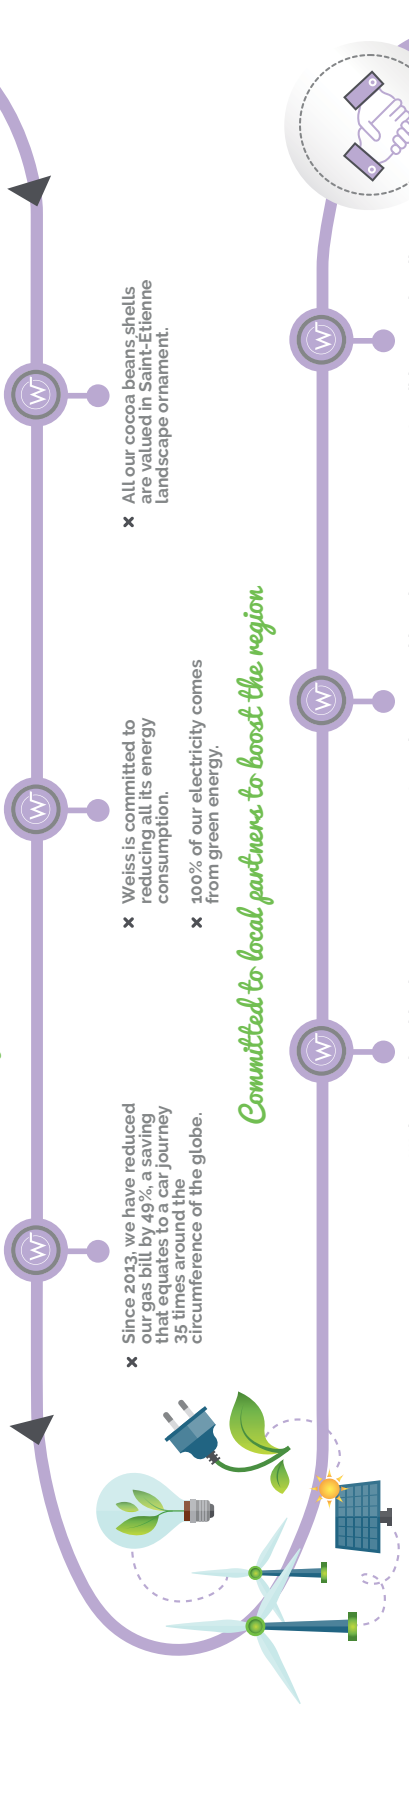 Since 2013, we have reduced
our gas bill by 49%, a saving
that equates to a car journey
35 times around the
circumference of the globe.
Weiss is committed to
reducing all its energy
consumption.
100% of our electricity comes
from green energy.
All our cocoa beans shells
are valued in Saint-Étienne
landscape ornament.
Committed to local partners to boost the region
W
W
W
W
W
W